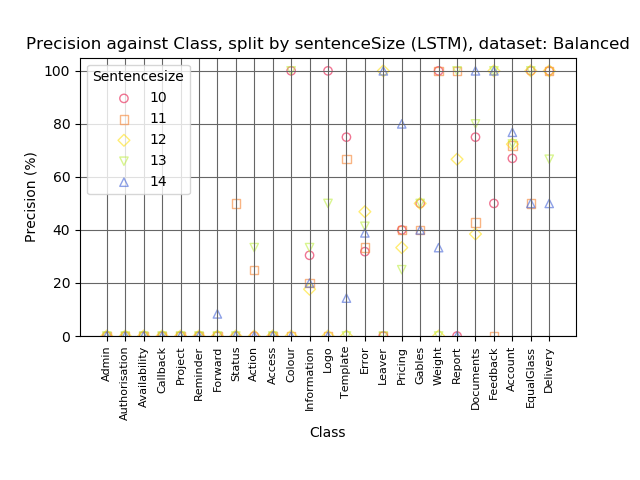 Precision against Class, split by sentenceSize (LSTM), dataset: Balanced
Precision (%)
100
80
60
40
20
0
Sentencesize
10
11
12
13
14
Admin
Authorisation
Availability
Callback
Project
Reminder
Forward
Status
Action
Access
Colour
Information
Logo
Template
Error
Leaver
Pricing
Gables
Weight
Report
Documents
Feedback
Account
EqualGlass
Delivery
Class